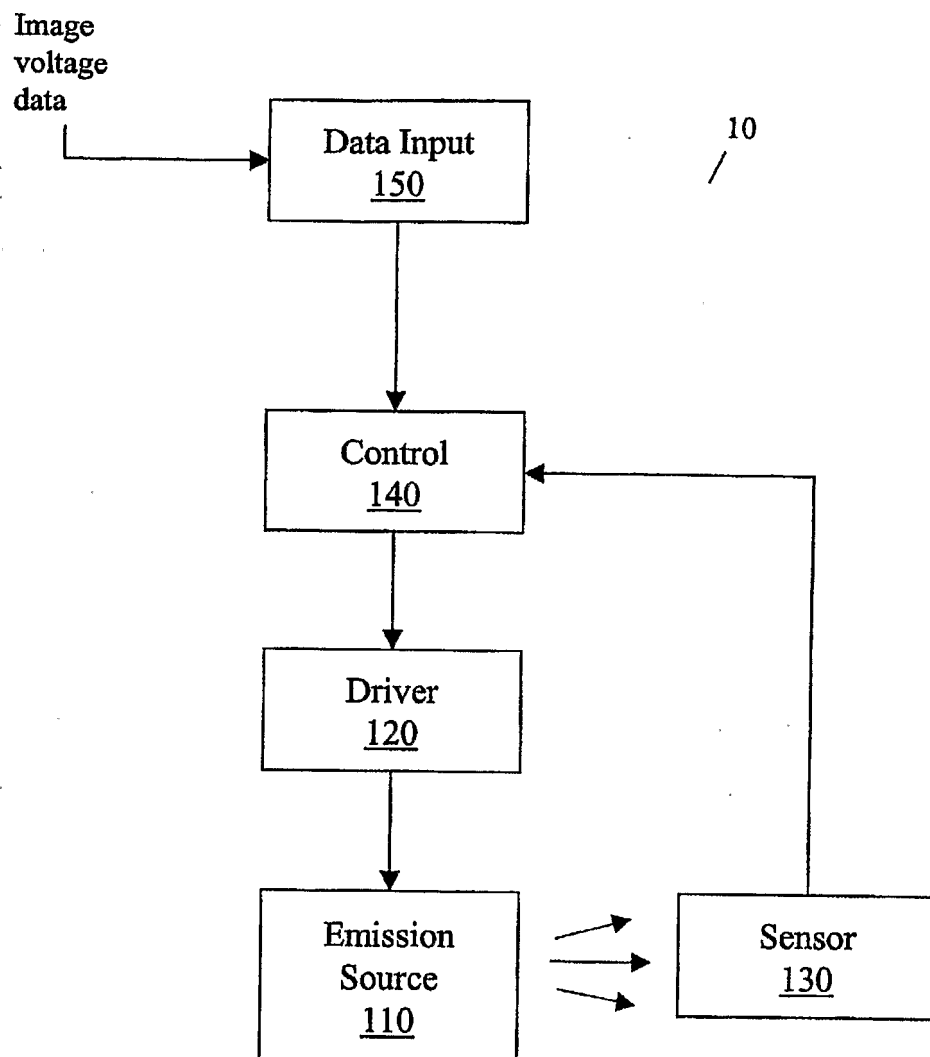 Image
voltage
data
Data Input
150
10
Control
140
Driver
120
Emission
Source
110
Sensor
130